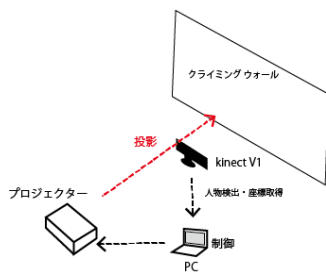 クライミングウォール
投影
kinect V1
人物検出・座標取得
プロジェクター
制御
PC